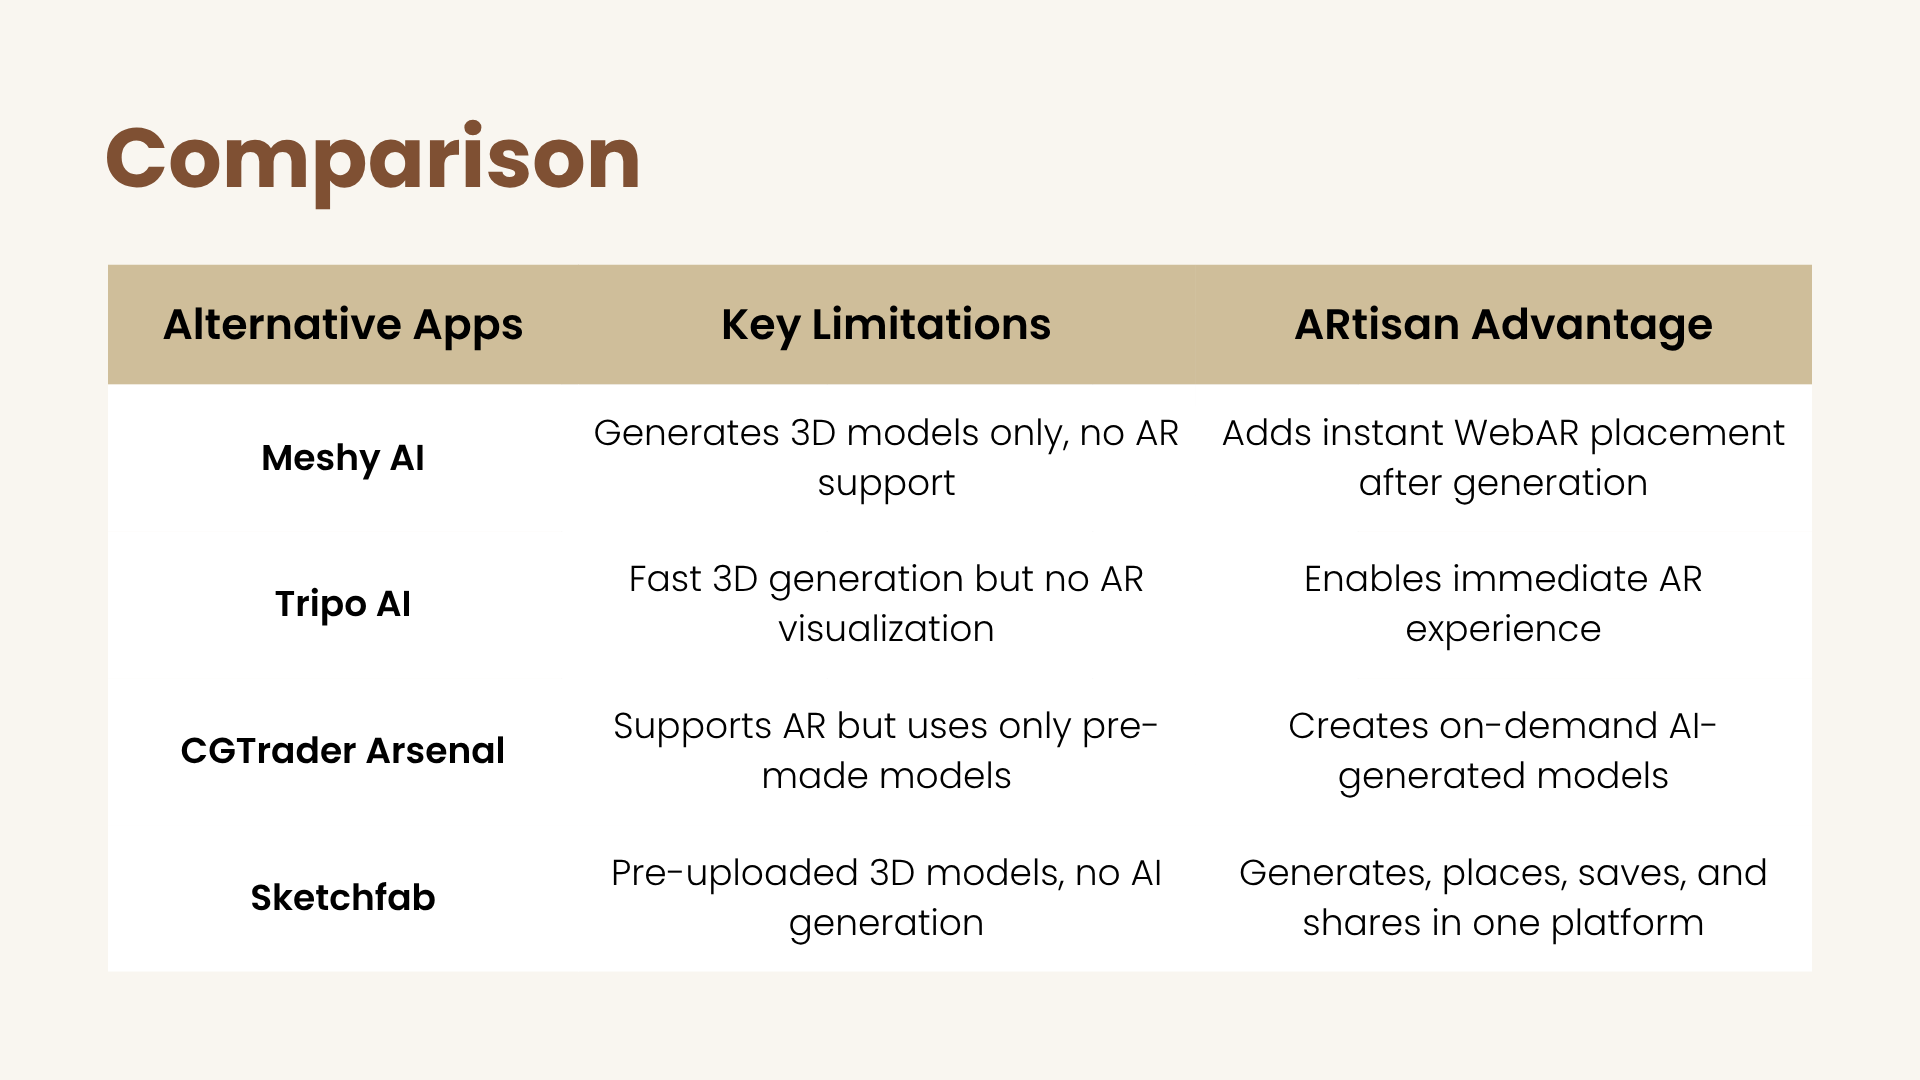 Comparison
Alternative Apps
Key Limitations
ARtisan Advantage
Meshy AI
Generates 3D models only, no AR
support
Adds instant WebAR placement
after generation
Tripo AI
Fast 3D generation but no AR
visualization
Enables immediate AR
experience
CGTrader Arsenal
Supports AR but uses only pre-
made models
Creates on-demand AI-
generated models
Sketchfab
Pre-uploaded 3D models, no AI
generation
Generates, places, saves, and
shares in one platform